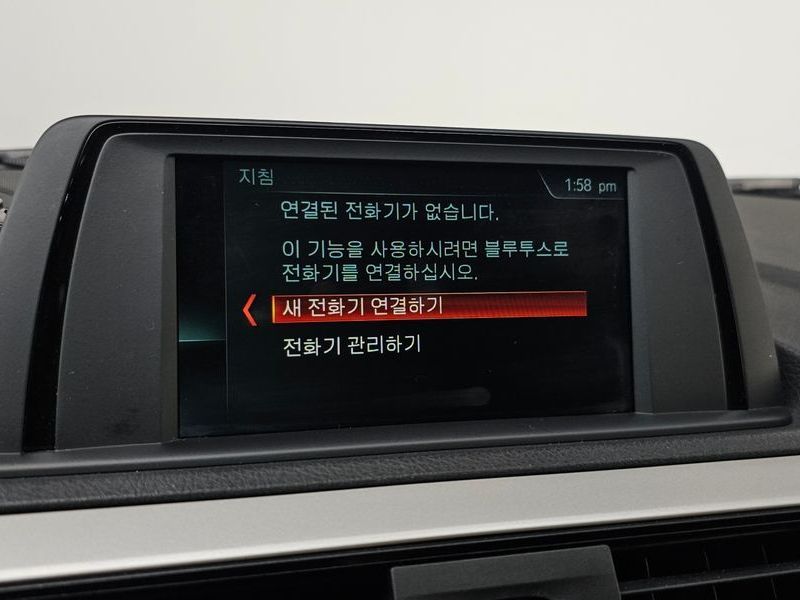 지침
1:58 pm
연결된 전화기가 없습니다.
이 기능을 사용하시려면 블루투스로
전화기를 연결하십시오.
새 전화기 연결하기
전화기 관리하기